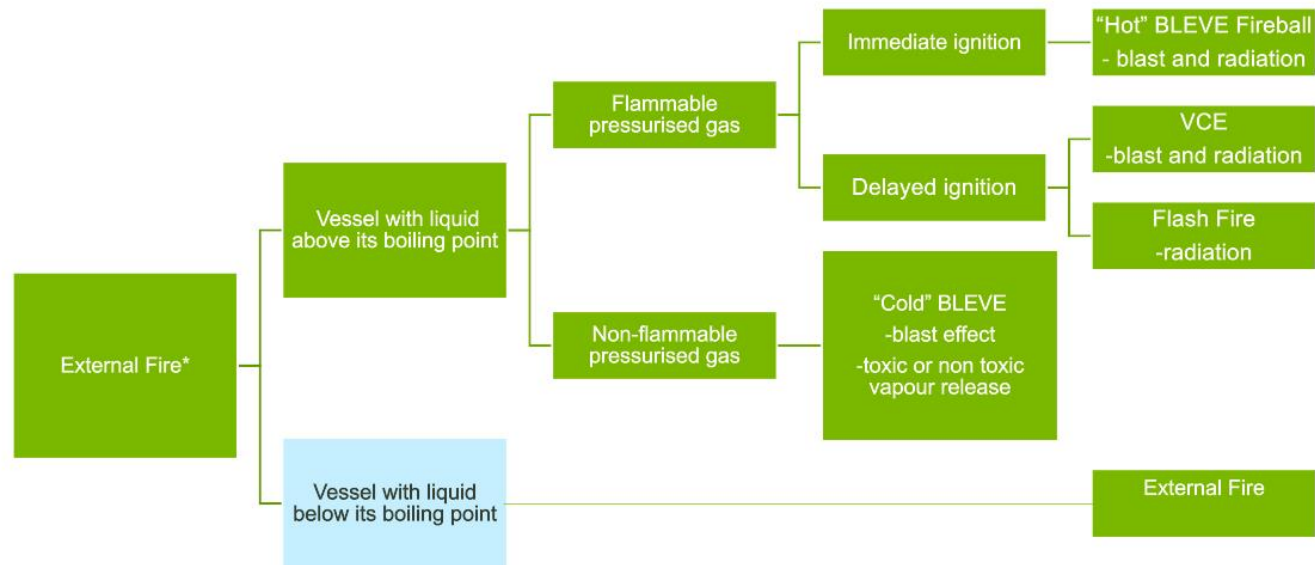 External Fire*
Vessel with liquid
above its boiling point
Vessel with liquid
below its boiling point
Flammable
pressurised gas
Non-flammable
pressurised gas
Immediate ignition
Delayed ignition
“Cold” BLEVE
-blast effect
-toxic or non toxic
vapour release
“Hot” BLEVE Fireball
- blast and radiation
VCE
-blast and radiation
Flash Fire
-radiation
External Fire